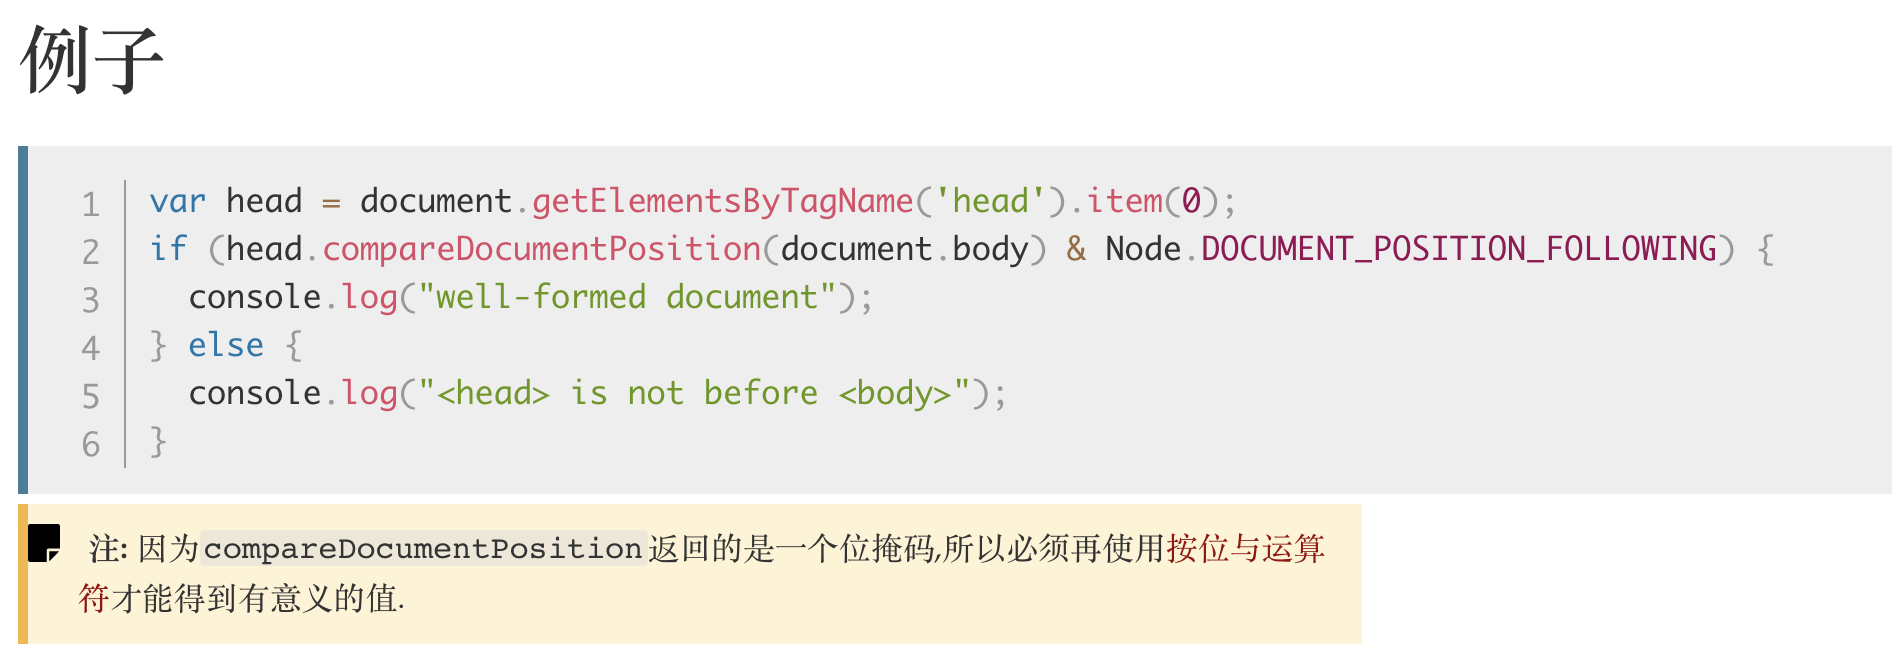 例子
1 var head = document.getElementsByTagName('head').item(0);
2 if (head.compareDocumentPosition(document.body) & Node.DOCUMENT_POSITION_FOLLOWING) {
3   console.log("well-formed document");
4 } else {
5   console.log("<head> is not before <body>");
6 }
注: 因为compareDocumentPosition返回的是一个位掩码,所以必须再使用按位与运算
符才能得到有意义的值.